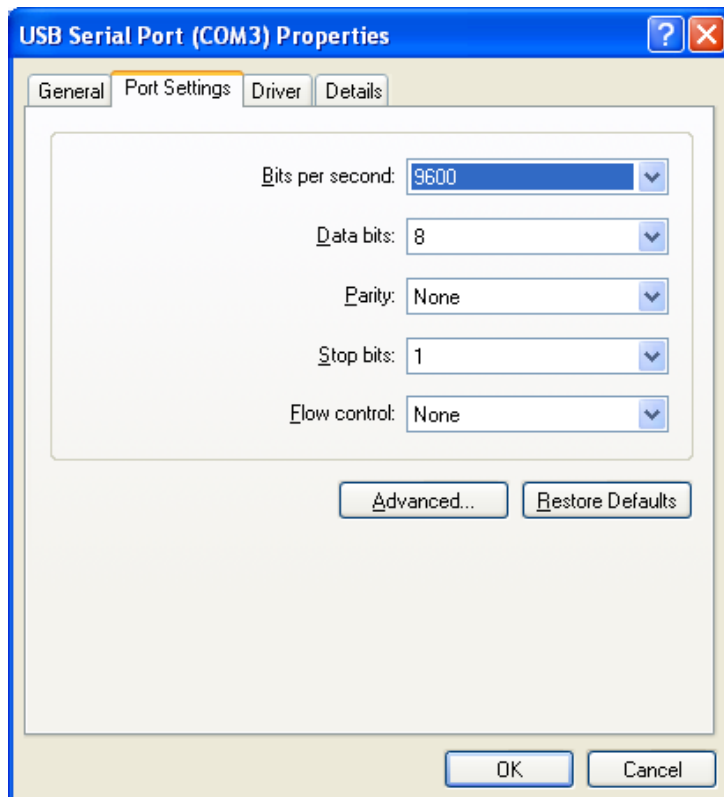 USB Serial Port (COM3) Properties
General Port Settings Driver Details
Bits per second: 9600
Data bits: 8
Parity: None
Stop bits: 1
Flow control: None
Advanced... Restore Defaults
OK Cancel